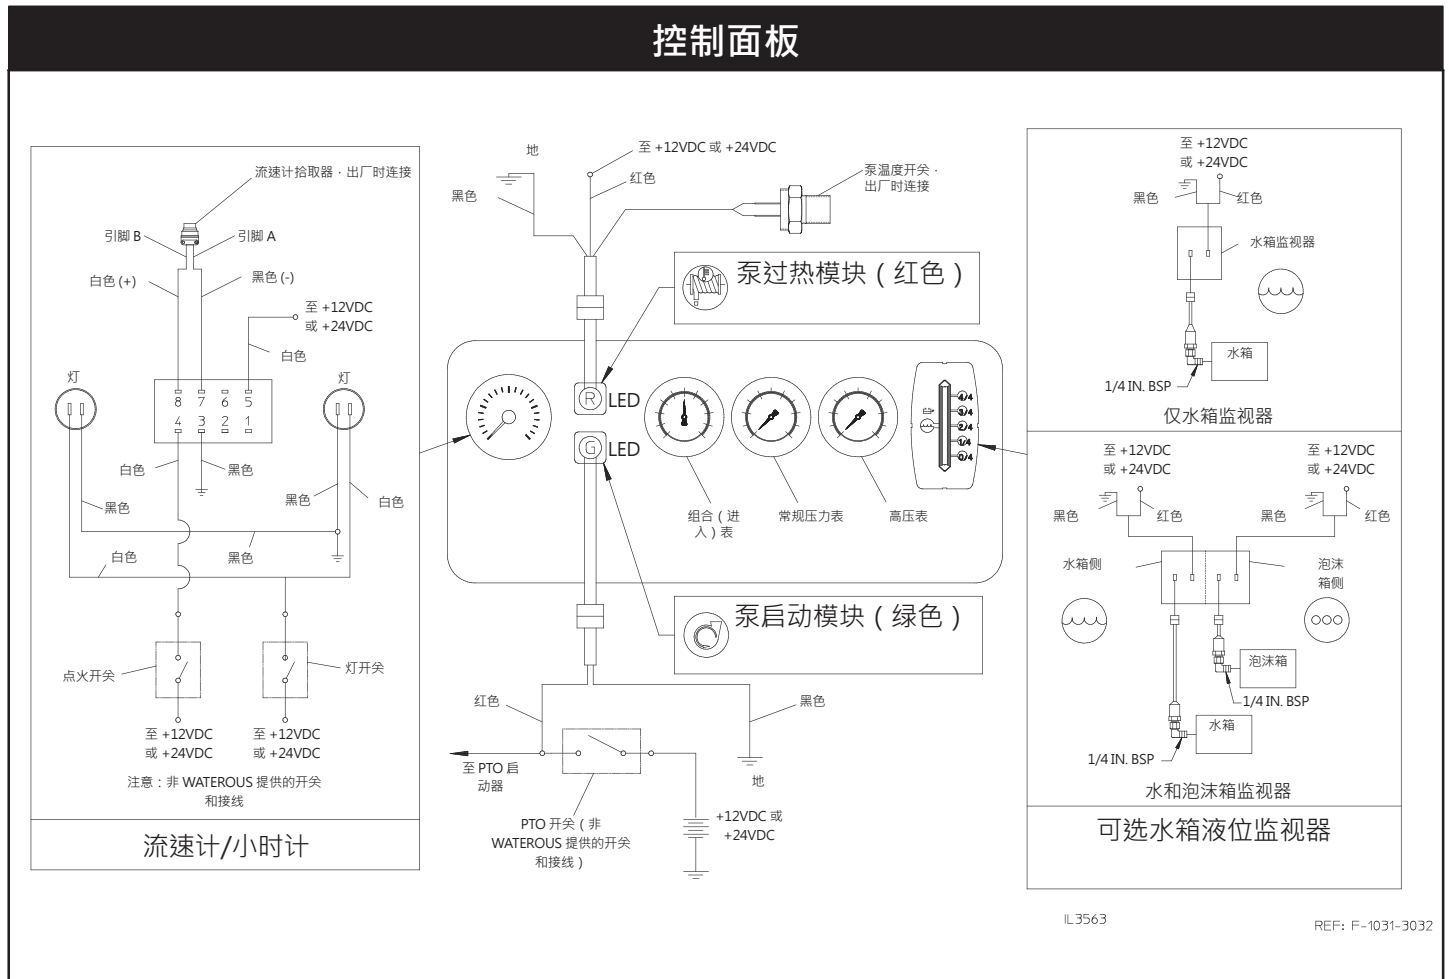 控制面板
流速计拾取器 · 出厂时连接
引脚 B
引脚 A
白色 (+)
黑色 (-)
至 +12VDC
或 +24VDC
白色
灯
灯
8 7 6 5
4 3 2 1
白色
黑色
黑色
白色
黑色
黑色
白色
点火开关
灯开关
至 +12VDC
或 +24VDC
至 +12VDC
或 +24VDC
注意：非 WATEROUS 提供的开关
和接线
流速计/小时计
地
黑色
至 +12VDC 或 +24VDC
红色
泵温度开关 ·
出厂时连接
泵过热模块（红色）
R
LED
G
LED
4/4
3/4
2/4
1/4
0/4
组合（进
入）表
常规压力表
高压表
泵启动模块（绿色）
红色
黑色
至 PTO 启
动器
地
PTO 开关（非
WATEROUS 提供的开关
和接线）
+12VDC 或
+24VDC
至 +12VDC
或 +24VDC
黑色
红色
水箱监视器
水箱
1/4 IN. BSP
仅水箱监视器
至 +12VDC
或 +24VDC
至 +12VDC
或 +24VDC
黑色
红色
黑色
红色
水箱侧
泡沫
箱侧
泡沫箱
1/4 IN. BSP
水箱
1/4 IN. BSP
水和泡沫箱监视器
可选水箱液位监视器
IL3563
REF: F-1031-3032